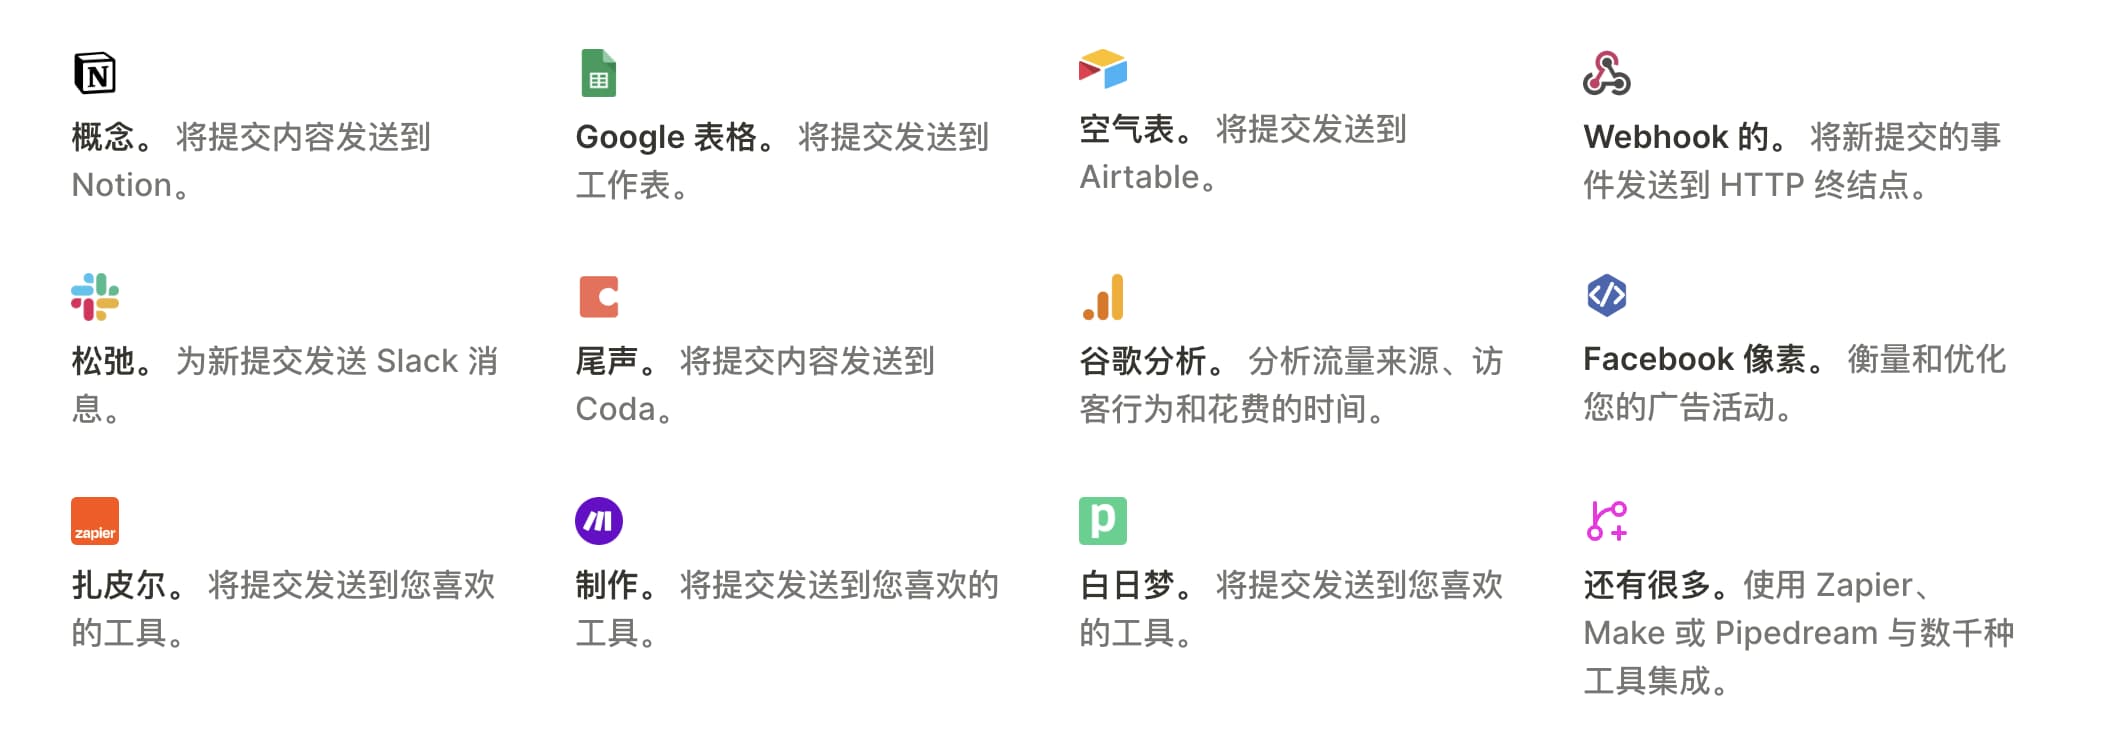 概念。 将提交内容发送到
Notion。
Google 表格。 将提交发送到
工作表。
空气表。 将提交发送到
Airtable。
Webhook 的。 将新提交的事
件发送到 HTTP 终结点。
松弛。 为新提交发送 Slack 消
息。
尾声。 将提交内容发送到
Coda。
谷歌分析。 分析流量来源、访
客行为和花费的时间。
Facebook 像素。 衡量和优化
您的广告活动。
zapier
扎皮尔。 将提交发送到您喜欢
的工具。
制作。 将提交发送到您喜欢的
工具。
白日梦。 将提交发送到您喜欢
的工具。
还有很多。使用 Zapier、
Make 或 Pipedream 与数千种
工具集成。